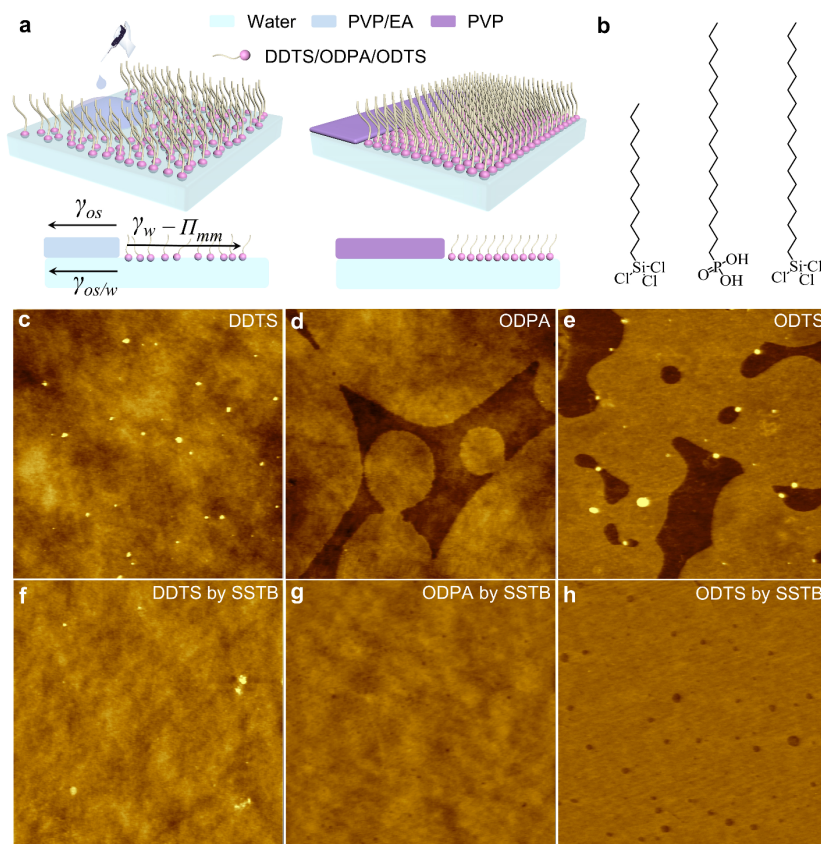 a
Water PVP/EA PVP
DDTS/ODPA/ODTS
γos
γw − Πmm
γos/w
b
Cl Si Cl Cl
O P OH OH
Cl Si Cl Cl
c DDTS
d ODPA
e ODTS
f DDTS by SSTB
g ODPA by SSTB
h ODTS by SSTB